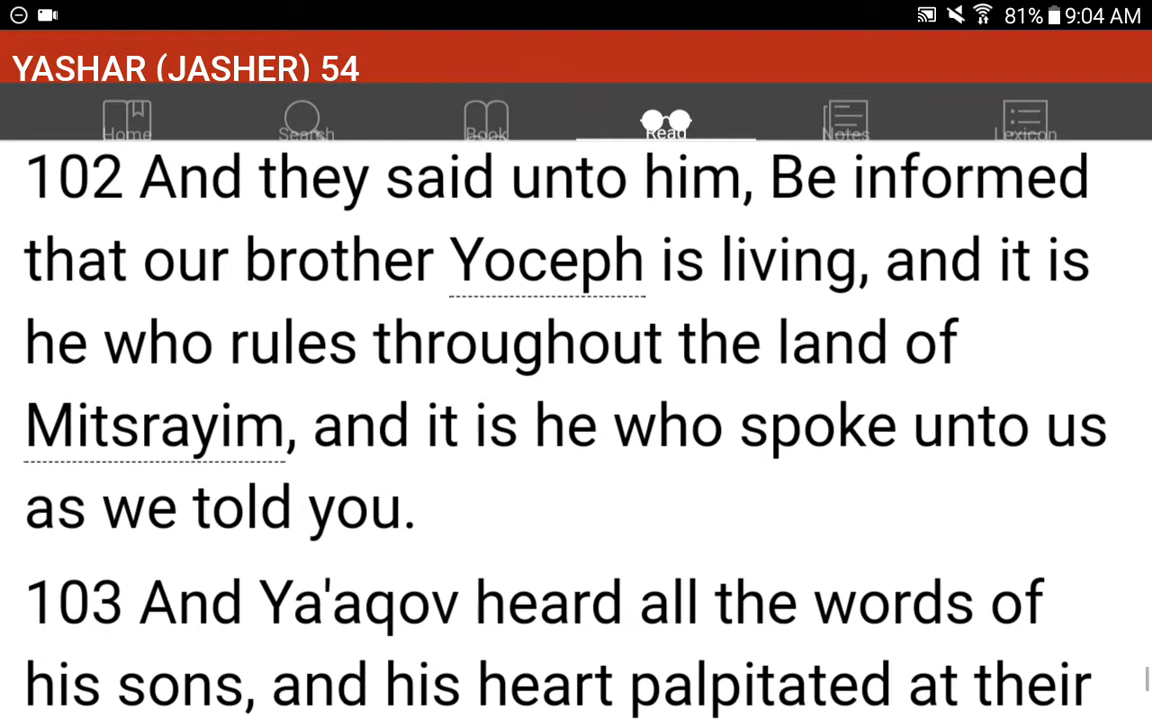 81% 9:04 AM
YASHAR (JASHER) 54
Home Search Book Read Notes Lexicon
102 And they said unto him, Be informed
that our brother Yoceph is living, and it is
he who rules throughout the land of
Mitsrayim, and it is he who spoke unto us
as we told you.
103 And Ya'aqov heard all the words of
his sons, and his heart palpitated at their